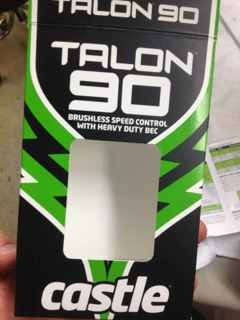 TALON 90
TALON
90
BRUSHLESS SPEED CONTROL
WITH HEAVY DUTY BEC
castle